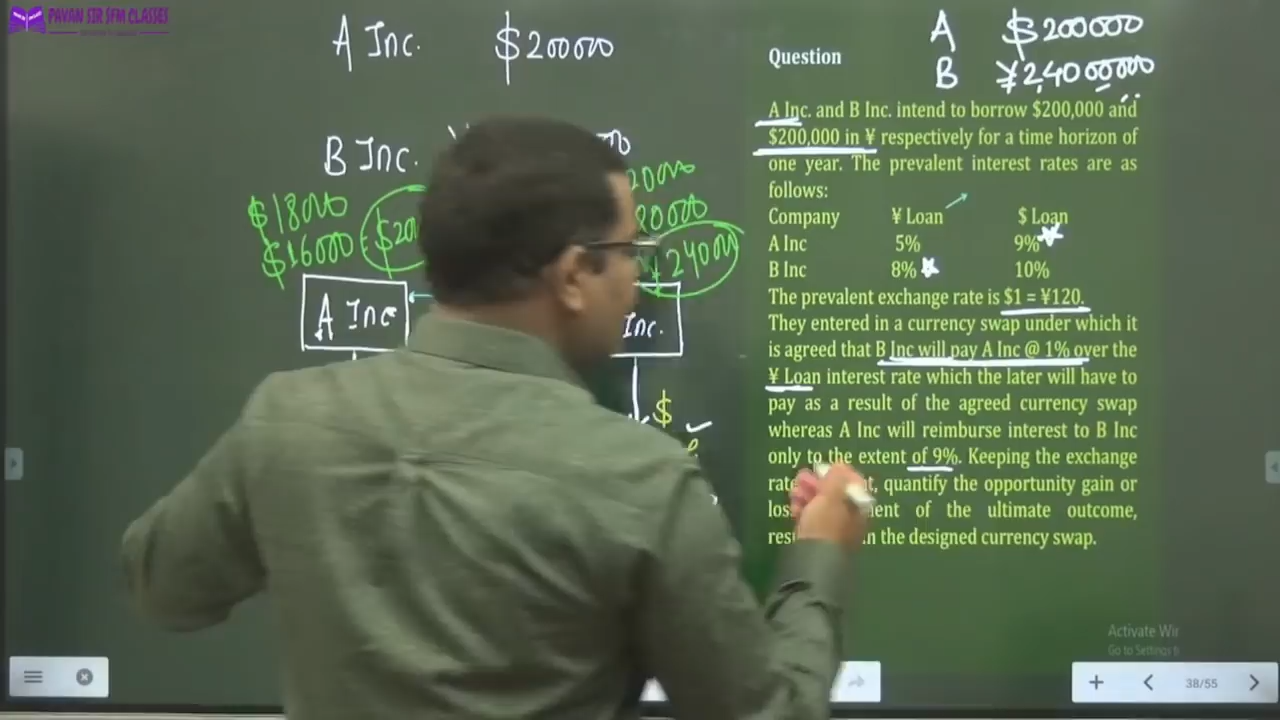 PAVAN SIR SFM CLASSES
A Inc. $200000
B Inc.
$18000
$16000
A Inc
Inc.
$
A $200000
B ¥24000000
Question
A Inc. and B Inc. intend to borrow $200,000 and
$200,000 in ¥ respectively for a time horizon of
one year. The prevalent interest rates are as
follows:
Company ¥ Loan $ Loan
A Inc 5% 9%
B Inc 8% 10%
The prevalent exchange rate is $1 = ¥120.
They entered in a currency swap under which it
is agreed that B Inc will pay A Inc @ 1% over the
¥ Loan interest rate which the later will have to
pay as a result of the agreed currency swap
whereas A Inc will reimburse interest to B Inc
only to the extent of 9%. Keeping the exchange
quantify the opportunity gain or
of the ultimate outcome,
the designed currency swap.
Activate Wir
Go to Settings t
38/55